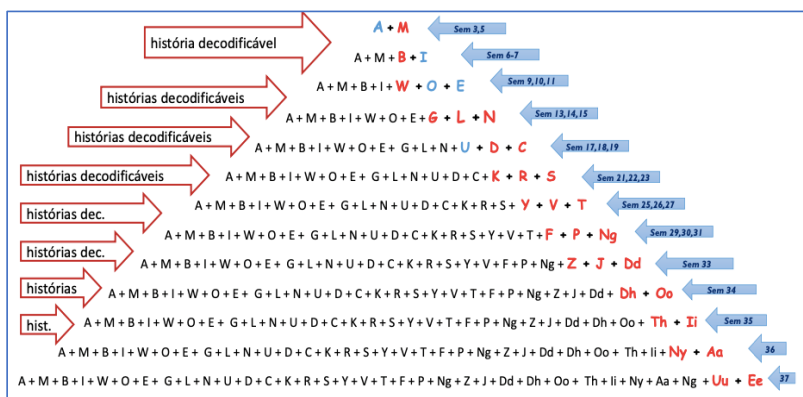 A + M
Sem 3,5
história decodificável
A + M + B + I
Sem 6-7
A + M + B + I + W + O + E
Sem 9,10,11
histórias decodificáveis
A + M + B + I + W + O + E + G + L + N
Sem 13,14,15
histórias decodificáveis
A + M + B + I + W + O + E + G + L + N + U + D + C
Sem 17,18,19
histórias decodificáveis
A + M + B + I + W + O + E + G + L + N + U + D + C + K + R + S
Sem 21,22,23
histórias dec.
A + M + B + I + W + O + E + G + L + N + U + D + C + K + R + S + Y + V + T
Sem 25,26,27
A + M + B + I + W + O + E + G + L + N + U + D + C + K + R + S + Y + V + T + F + P + Ng
Sem 29,30,31
histórias dec.
A + M + B + I + W + O + E + G + L + N + U + D + C + K + R + S + Y + V + F + P + Ng + Z + J + Dd
Sem 33
histórias
A + M + B + I + W + O + E + G + L + N + U + D + C + K + R + S + Y + V + T + F + P + Ng + Z + J + Dd + Dh + Oo
Sem 34
hist.
A + M + B + I + W + O + E + G + L + N + U + D + C + K + R + S + Y + V + T + F + P + Ng + Z + J + Dd + Dh + Oo + Th + Ii
Sem 35
A + M + B + I + W + O + E + G + L + N + U + D + C + K + R + S + Y + V + T + F + P + Ng + Z + J + Dd + Dh + Oo + Th + Ii + Ny + Aa
36
A + M + B + I + W + O + E + G + L + N + U + D + C + K + R + S + Y + V + T + F + P + Ng + Z + J + Dd + Dh + Oo + Th + Ii + Ny + Aa + Ng + Uu + Ee
37